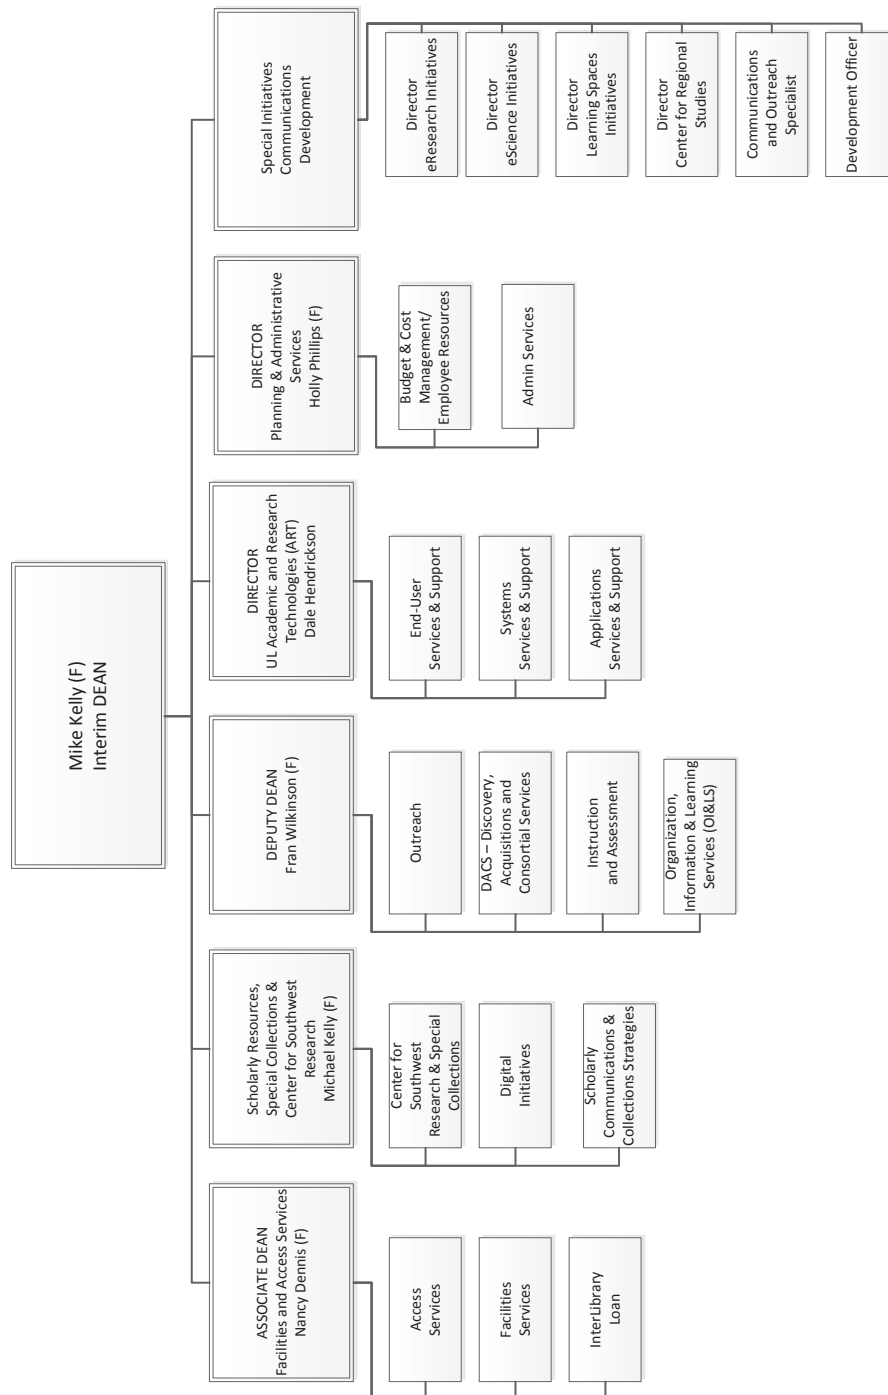 Mike Kelly (F)
Interim DEAN
ASSOCIATE DEAN
Facilities and Access Services
Nancy Dennis (F)
Access
Services
Facilities
Services
InterLibrary
Loan
Scholarly Resources,
Special Collections &
Center for Southwest
Research
Michael Kelly (F)
Center for
Southwest
Research & Special
Collections
Digital
Initiatives
Scholarly
Communications &
Collections Strategies
DEPUTY DEAN
Fran Wilkinson (F)
Outreach
DACS – Discovery,
Acquisitions and
Consortial Services
Instruction
and Assessment
Organization,
Information & Learning
Services (OI&LS)
DIRECTOR
UL Academic and Research
Technologies (ART)
Dale Hendrickson
End-User
Services & Support
Systems
Services & Support
Applications
Services & Support
DIRECTOR
Planning & Administrative
Services
Holly Phillips (F)
Budget & Cost
Management/
Employee Resources
Admin Services
Special Initiatives
Communications
Development
Director
eResearch Initiatives
Director
eScience Initiatives
Director
Learning Spaces
Initiatives
Director
Center for Regional
Studies
Communications
and Outreach
Specialist
Development Officer